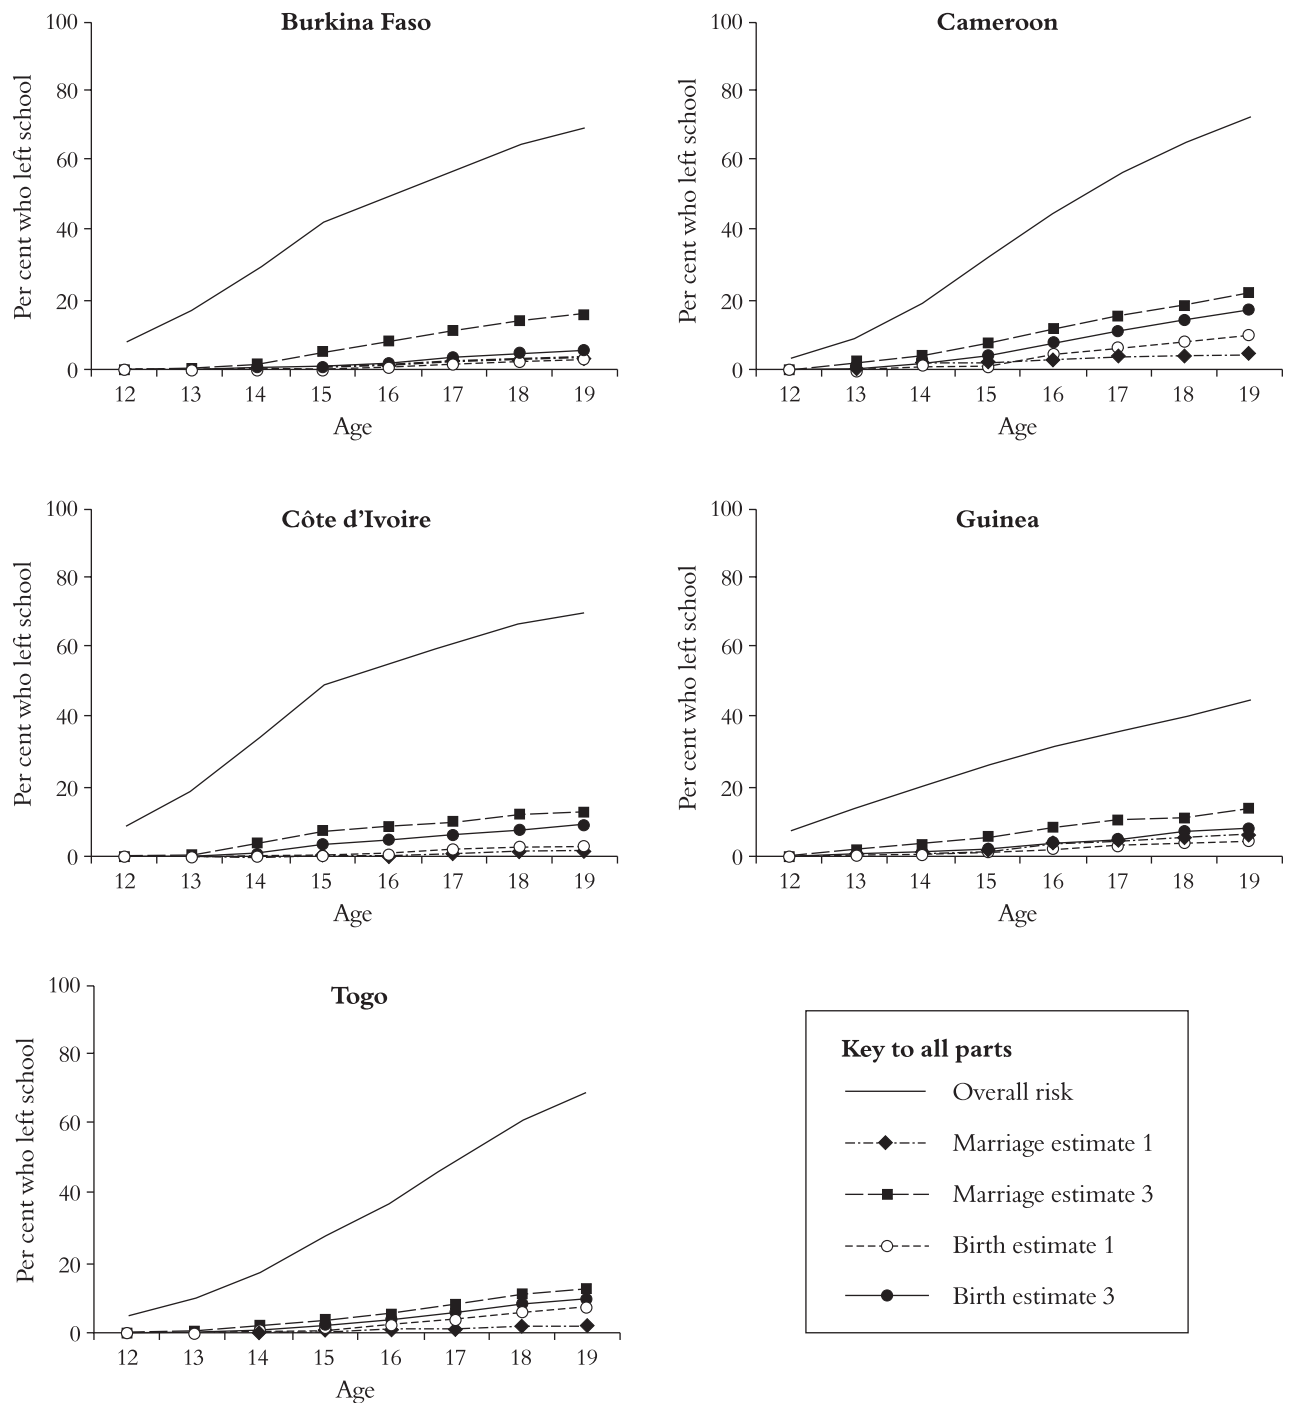 Burkina Faso
Per cent who left school
100
80
60
40
20
0
12 13 14 15 16 17 18 19
Age
Cameroon
Per cent who left school
100
80
60
40
20
0
12 13 14 15 16 17 18 19
Age
Côte d’Ivoire
Per cent who left school
100
80
60
40
20
0
12 13 14 15 16 17 18 19
Age
Guinea
Per cent who left school
100
80
60
40
20
0
12 13 14 15 16 17 18 19
Age
Togo
Per cent who left school
100
80
60
40
20
0
12 13 14 15 16 17 18 19
Age
Key to all parts
Overall risk
Marriage estimate 1
Marriage estimate 3
Birth estimate 1
Birth estimate 3